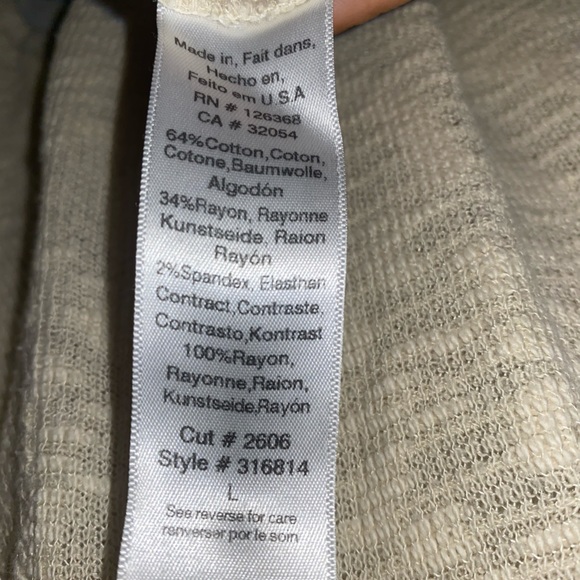 Made in, Fait dans,
Hecho en,
Feito em U.S.A
RN # 126368
CA # 32054
64%Cotton,Coton,
Cotone,Baumwolle,
Algodón
34%Rayon, Rayonne
Kunstseide, Raion
Rayón
2%Spandex, Elasthan
Contract,Contraste,
Contrasto,Kontrast
100%Rayon,
Rayonne,Raion,
Kunstseide,Rayón
Cut # 2606
Style # 316814
L
See reverse for care
ranverser por le soin